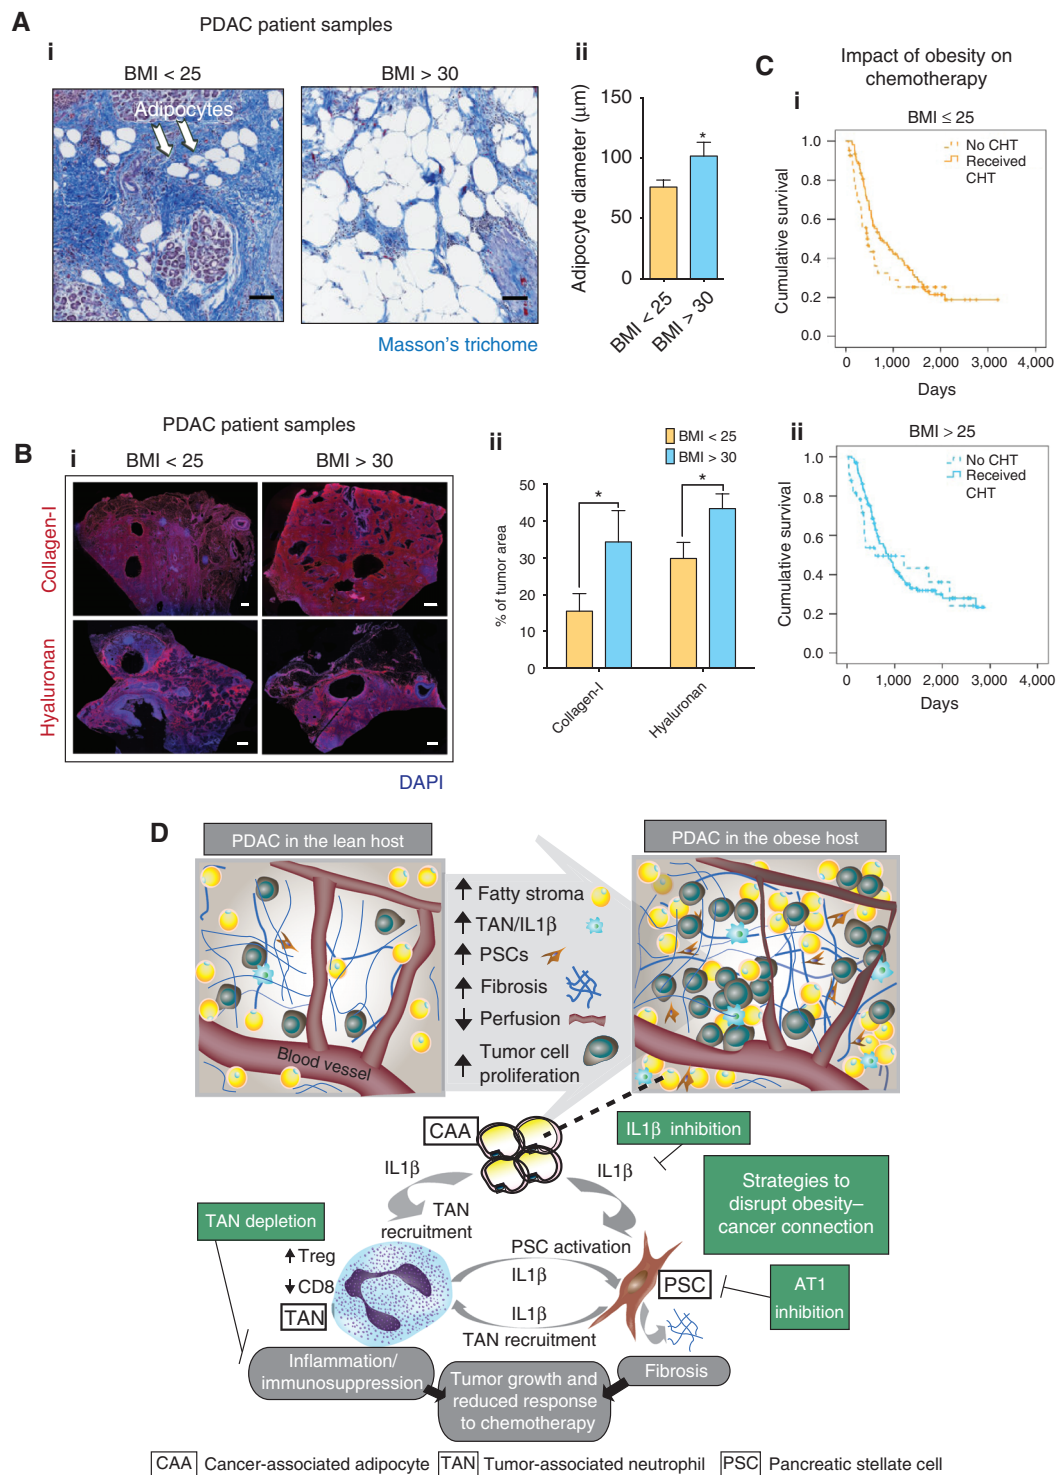 A
PDAC patient samples
i
BMI < 25
BMI > 30
Adipocytes
Masson's trichome
ii
Adipocyte diameter (μm)
150
100
50
0
*
BMI < 25
BMI > 30
C
Impact of obesity on
chemotherapy
i
BMI ≤ 25
No CHT
Received
CHT
Cumulative survival
1.0
0.8
0.6
0.4
0.2
0.0
0
1,000
2,000
3,000
4,000
Days
ii
BMI > 25
No CHT
Received
CHT
Cumulative survival
1.0
0.8
0.6
0.4
0.2
0.0
0
1,000
2,000
3,000
4,000
Days
B
PDAC patient samples
i
BMI < 25
BMI > 30
Collagen-I
Hyaluronan
DAPI
ii
BMI < 25
BMI > 30
% of tumor area
50
40
30
20
10
0
*
*
Collagen-I
Hyaluronan
D
PDAC in the lean host
PDAC in the obese host
Blood vessel
Fatty stroma
TAN/IL1β
PSCs
Fibrosis
Perfusion
Tumor cell
proliferation
CAA
IL1β inhibition
IL1β
IL1β
Strategies to
disrupt obesity–
cancer connection
TAN depletion
TAN
recruitment
Treg
CD8
TAN
PSC activation
IL1β
IL1β
TAN recruitment
PSC
AT1
inhibition
Inflammation/
immunosuppression
Tumor growth and
reduced response
to chemotherapy
Fibrosis
CAA Cancer-associated adipocyte TAN Tumor-associated neutrophil PSC Pancreatic stellate cell